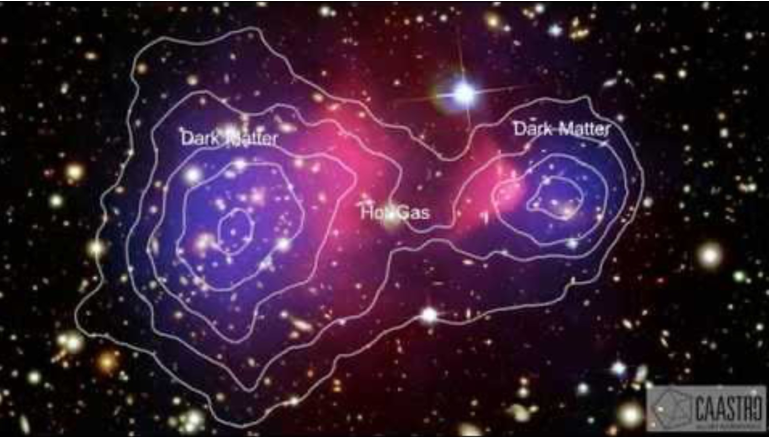 Dark Matter
Dark Matter
Hot Gas
CAASTRO